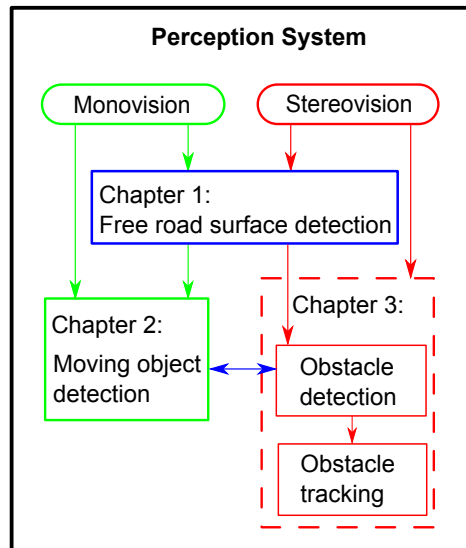 Perception System
Monovision
Stereovision
Chapter 1:
Free road surface detection
Chapter 2:
Moving object
detection
Chapter 3:
Obstacle
detection
Obstacle
tracking